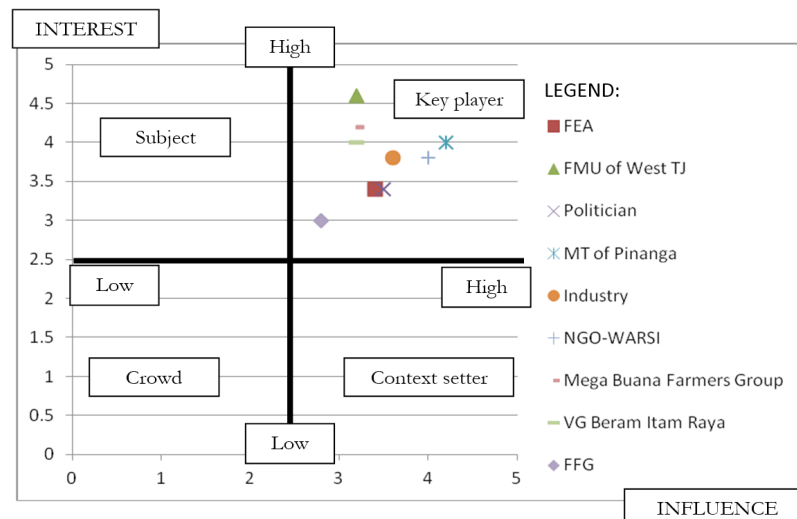 INTEREST
High
5
4.5
4
3.5
3
2.5
2
1.5
1
0.5
0
Subject
Key player
Low
High
Crowd
Context setter
Low
0
1
2
3
4
5
INFLUENCE
LEGEND:
FEA
FMU of West TJ
Politician
MT of Pinanga
Industry
NGO-WARSI
Mega Buana Farmers Group
VG Beram Itam Raya
FFG